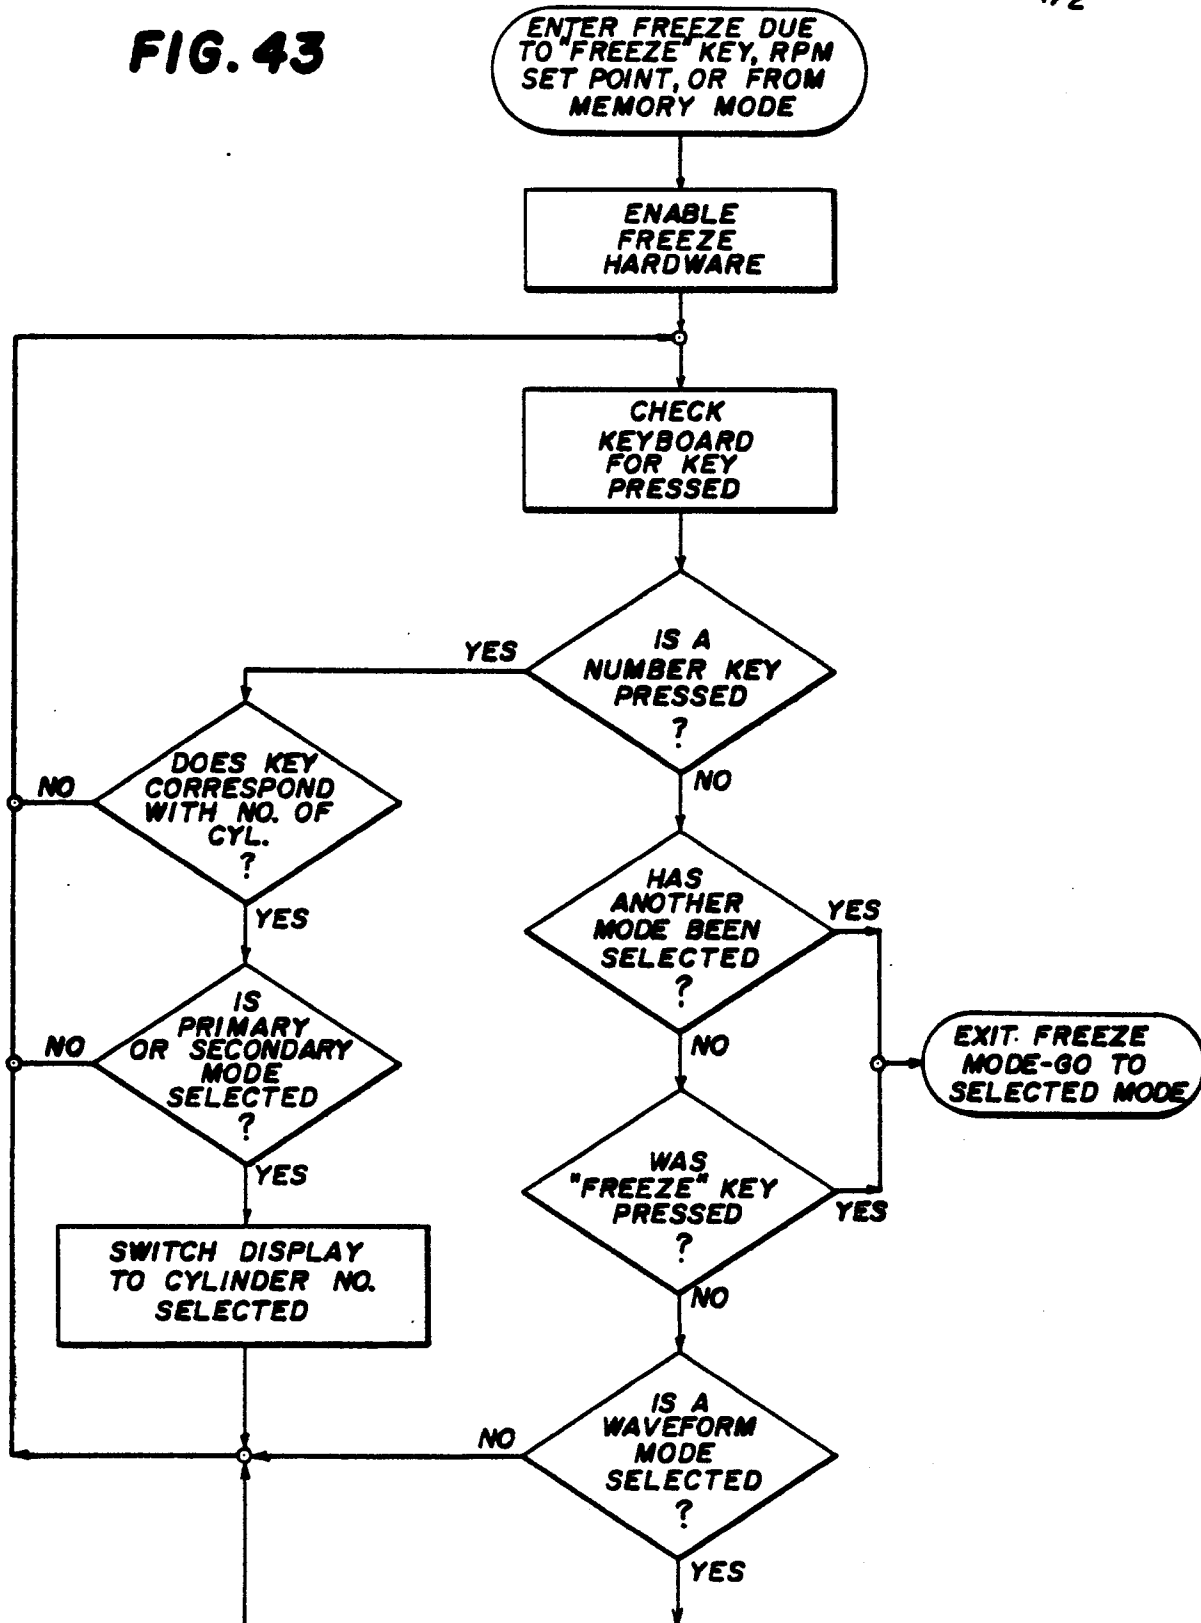 FIG. 43
ENTER FREEZE DUE
TO "FREEZE" KEY, RPM
SET POINT, OR FROM
MEMORY MODE
ENABLE
FREEZE
HARDWARE
CHECK
KEYBOARD
FOR KEY
PRESSED
IS A
NUMBER KEY
PRESSED
?
YES
NO
DOES KEY
CORRESPOND
WITH NO. OF
CYL.
?
NO
YES
HAS
ANOTHER
MODE BEEN
SELECTED
?
YES
NO
IS
PRIMARY
OR SECONDARY
MODE
SELECTED
?
NO
YES
EXIT FREEZE
MODE-GO TO
SELECTED MODE
WAS
"FREEZE" KEY
PRESSED
?
YES
NO
SWITCH DISPLAY
TO CYLINDER NO.
SELECTED
IS A
WAVEFORM
MODE
SELECTED
?
NO
YES